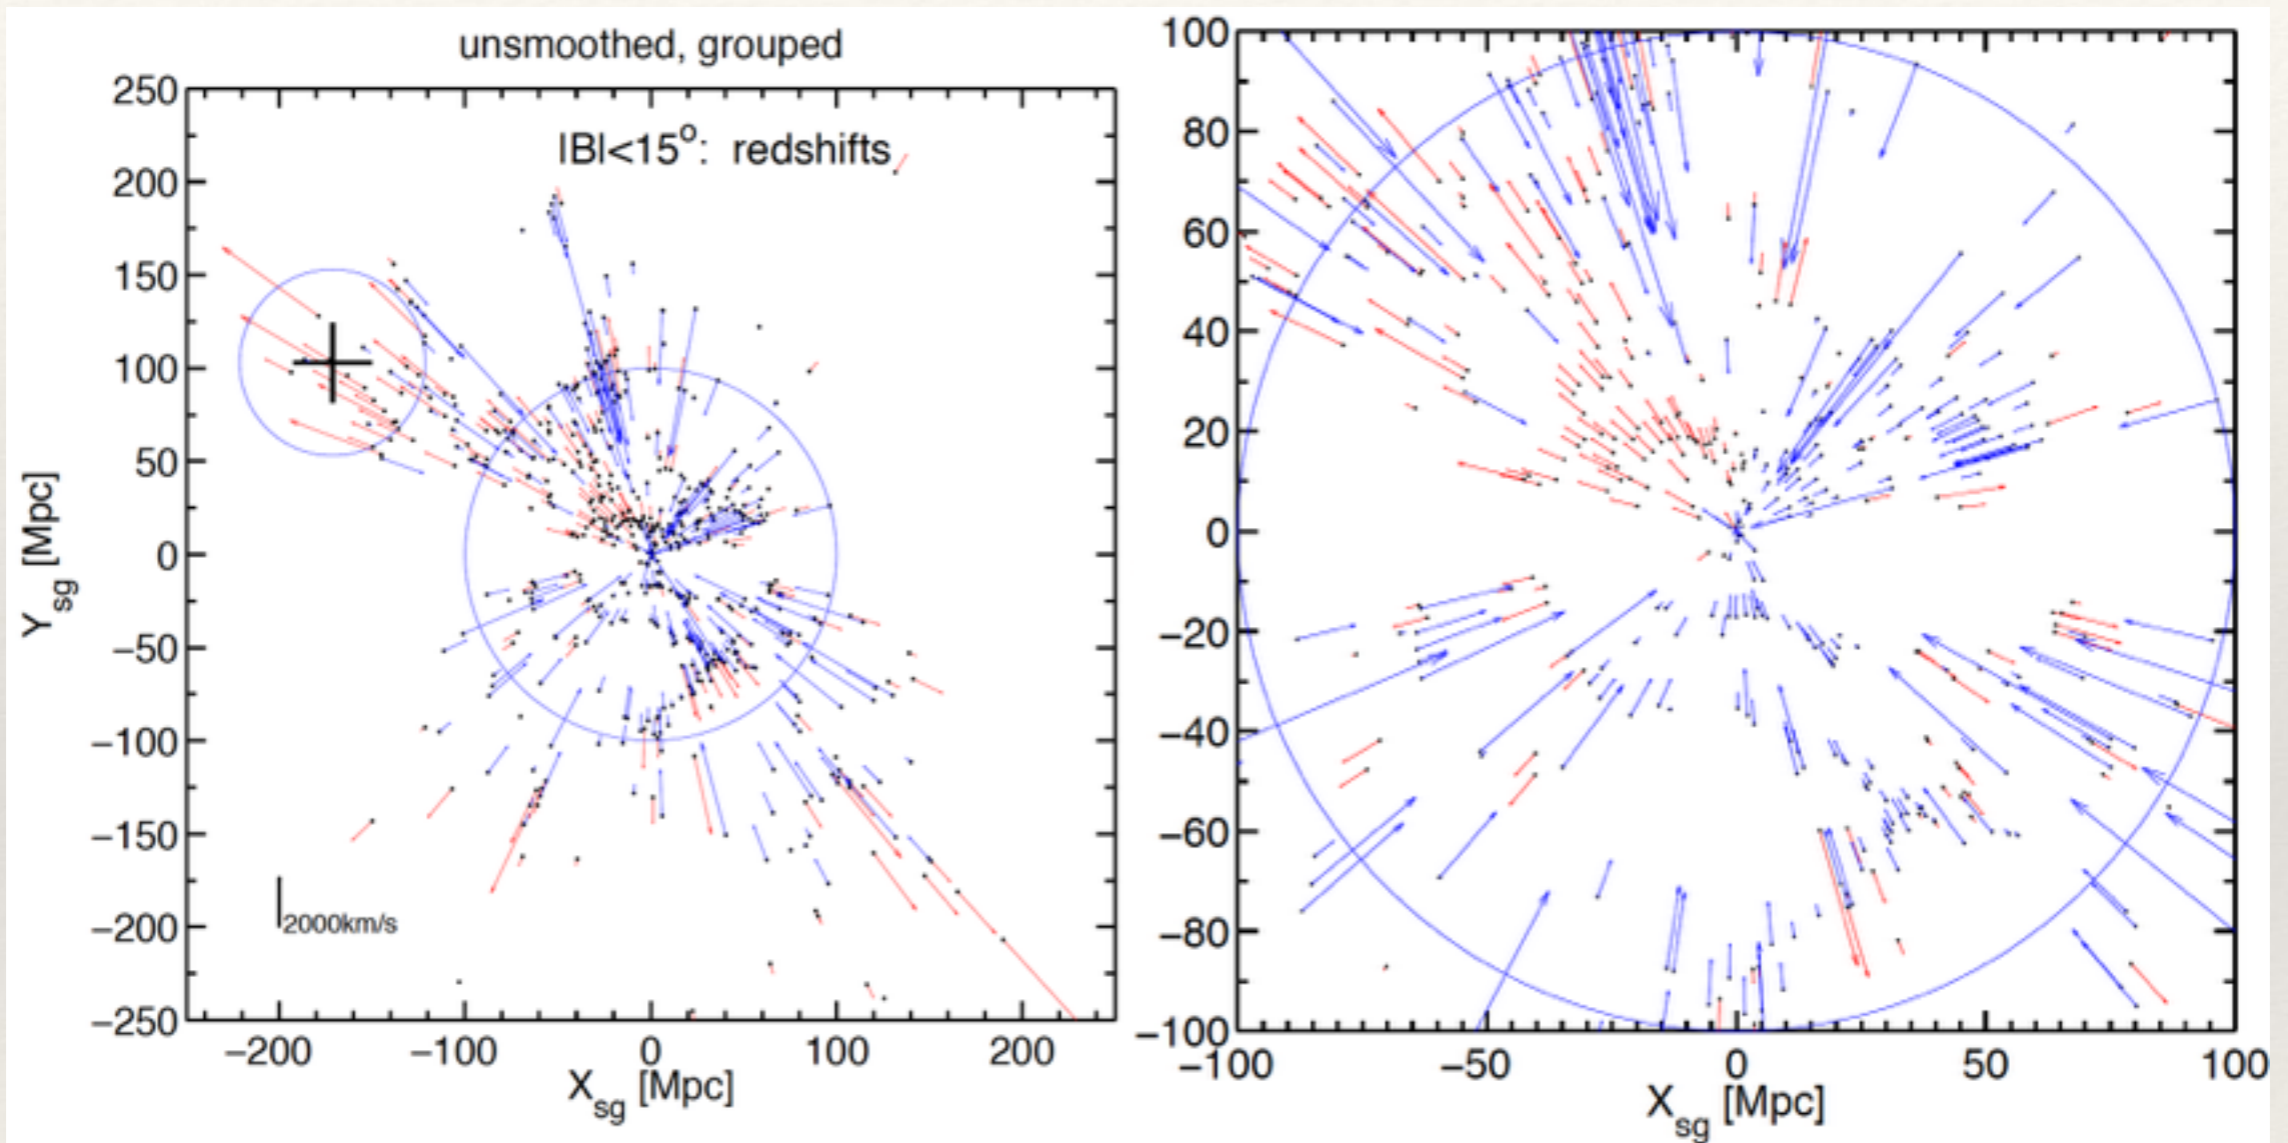 unsmoothed, grouped
|B|<15°: redshifts
250
200
150
100
50
0
−50
−100
−150
−200
−250
Y_sg [Mpc]
2000km/s
−200 −100 0 100 200
X_sg [Mpc]
100
80
60
40
20
0
−20
−40
−60
−80
−100
−100 −50 0 50 100
X_sg [Mpc]